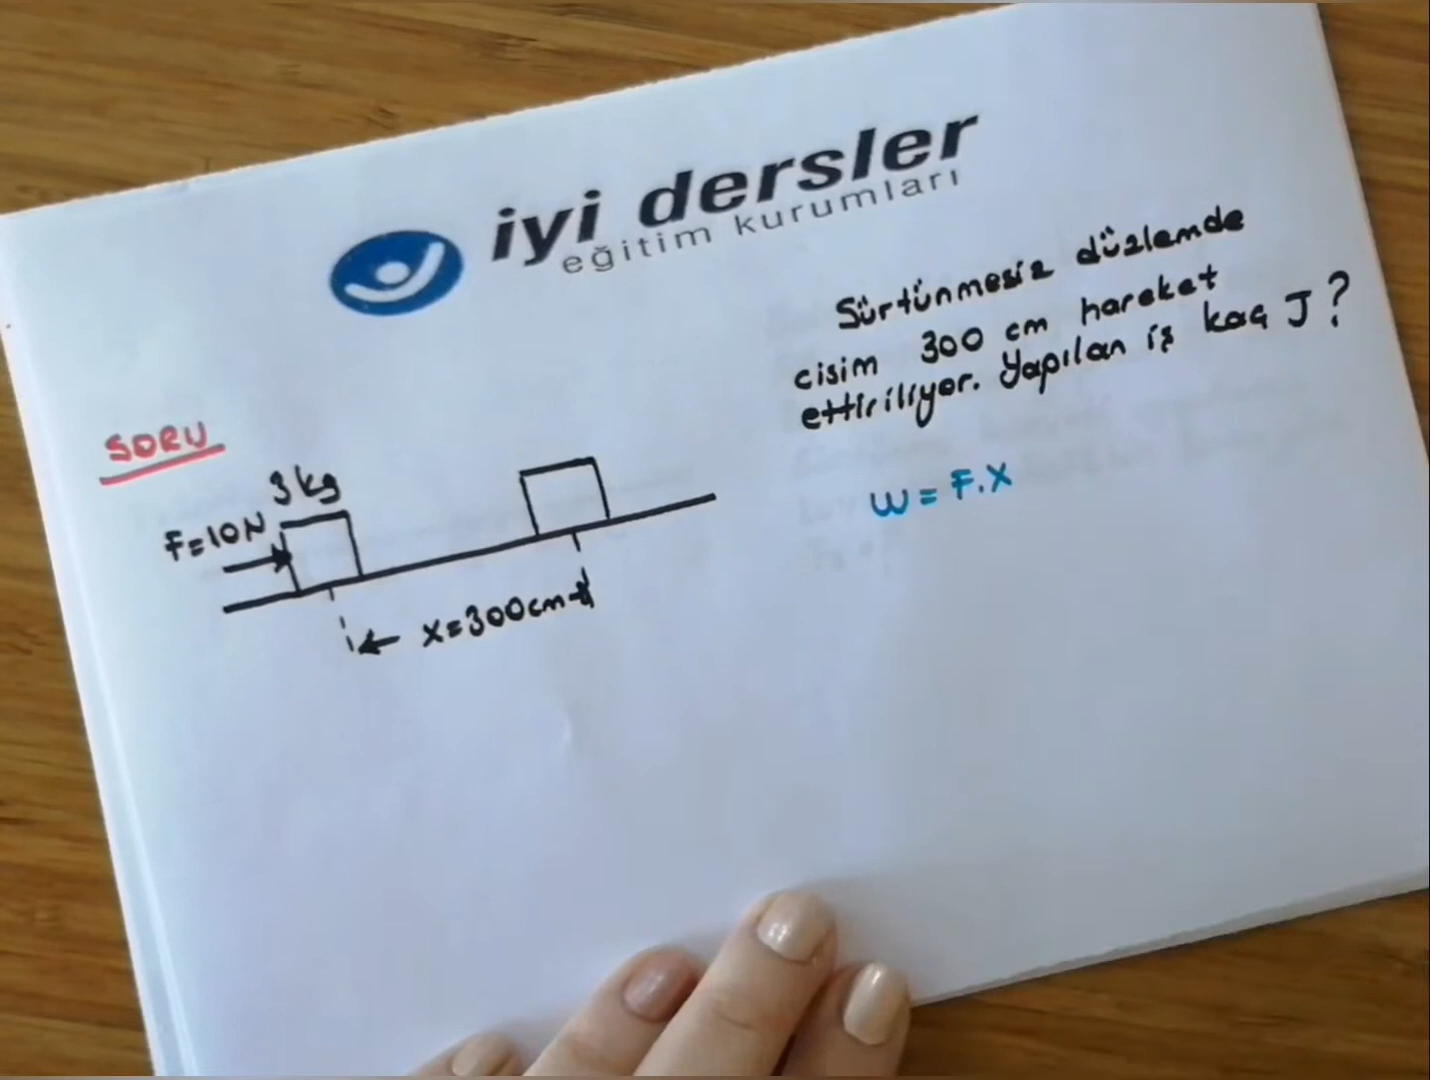 iyi dersler
eğitim kurumları
Sürtünmesiz düzlemde
cisim 300 cm hareket
ettiriliyor. Yapılan iş kaç J?
SORU
3kg
F=10N
W = F.X
X=300cm